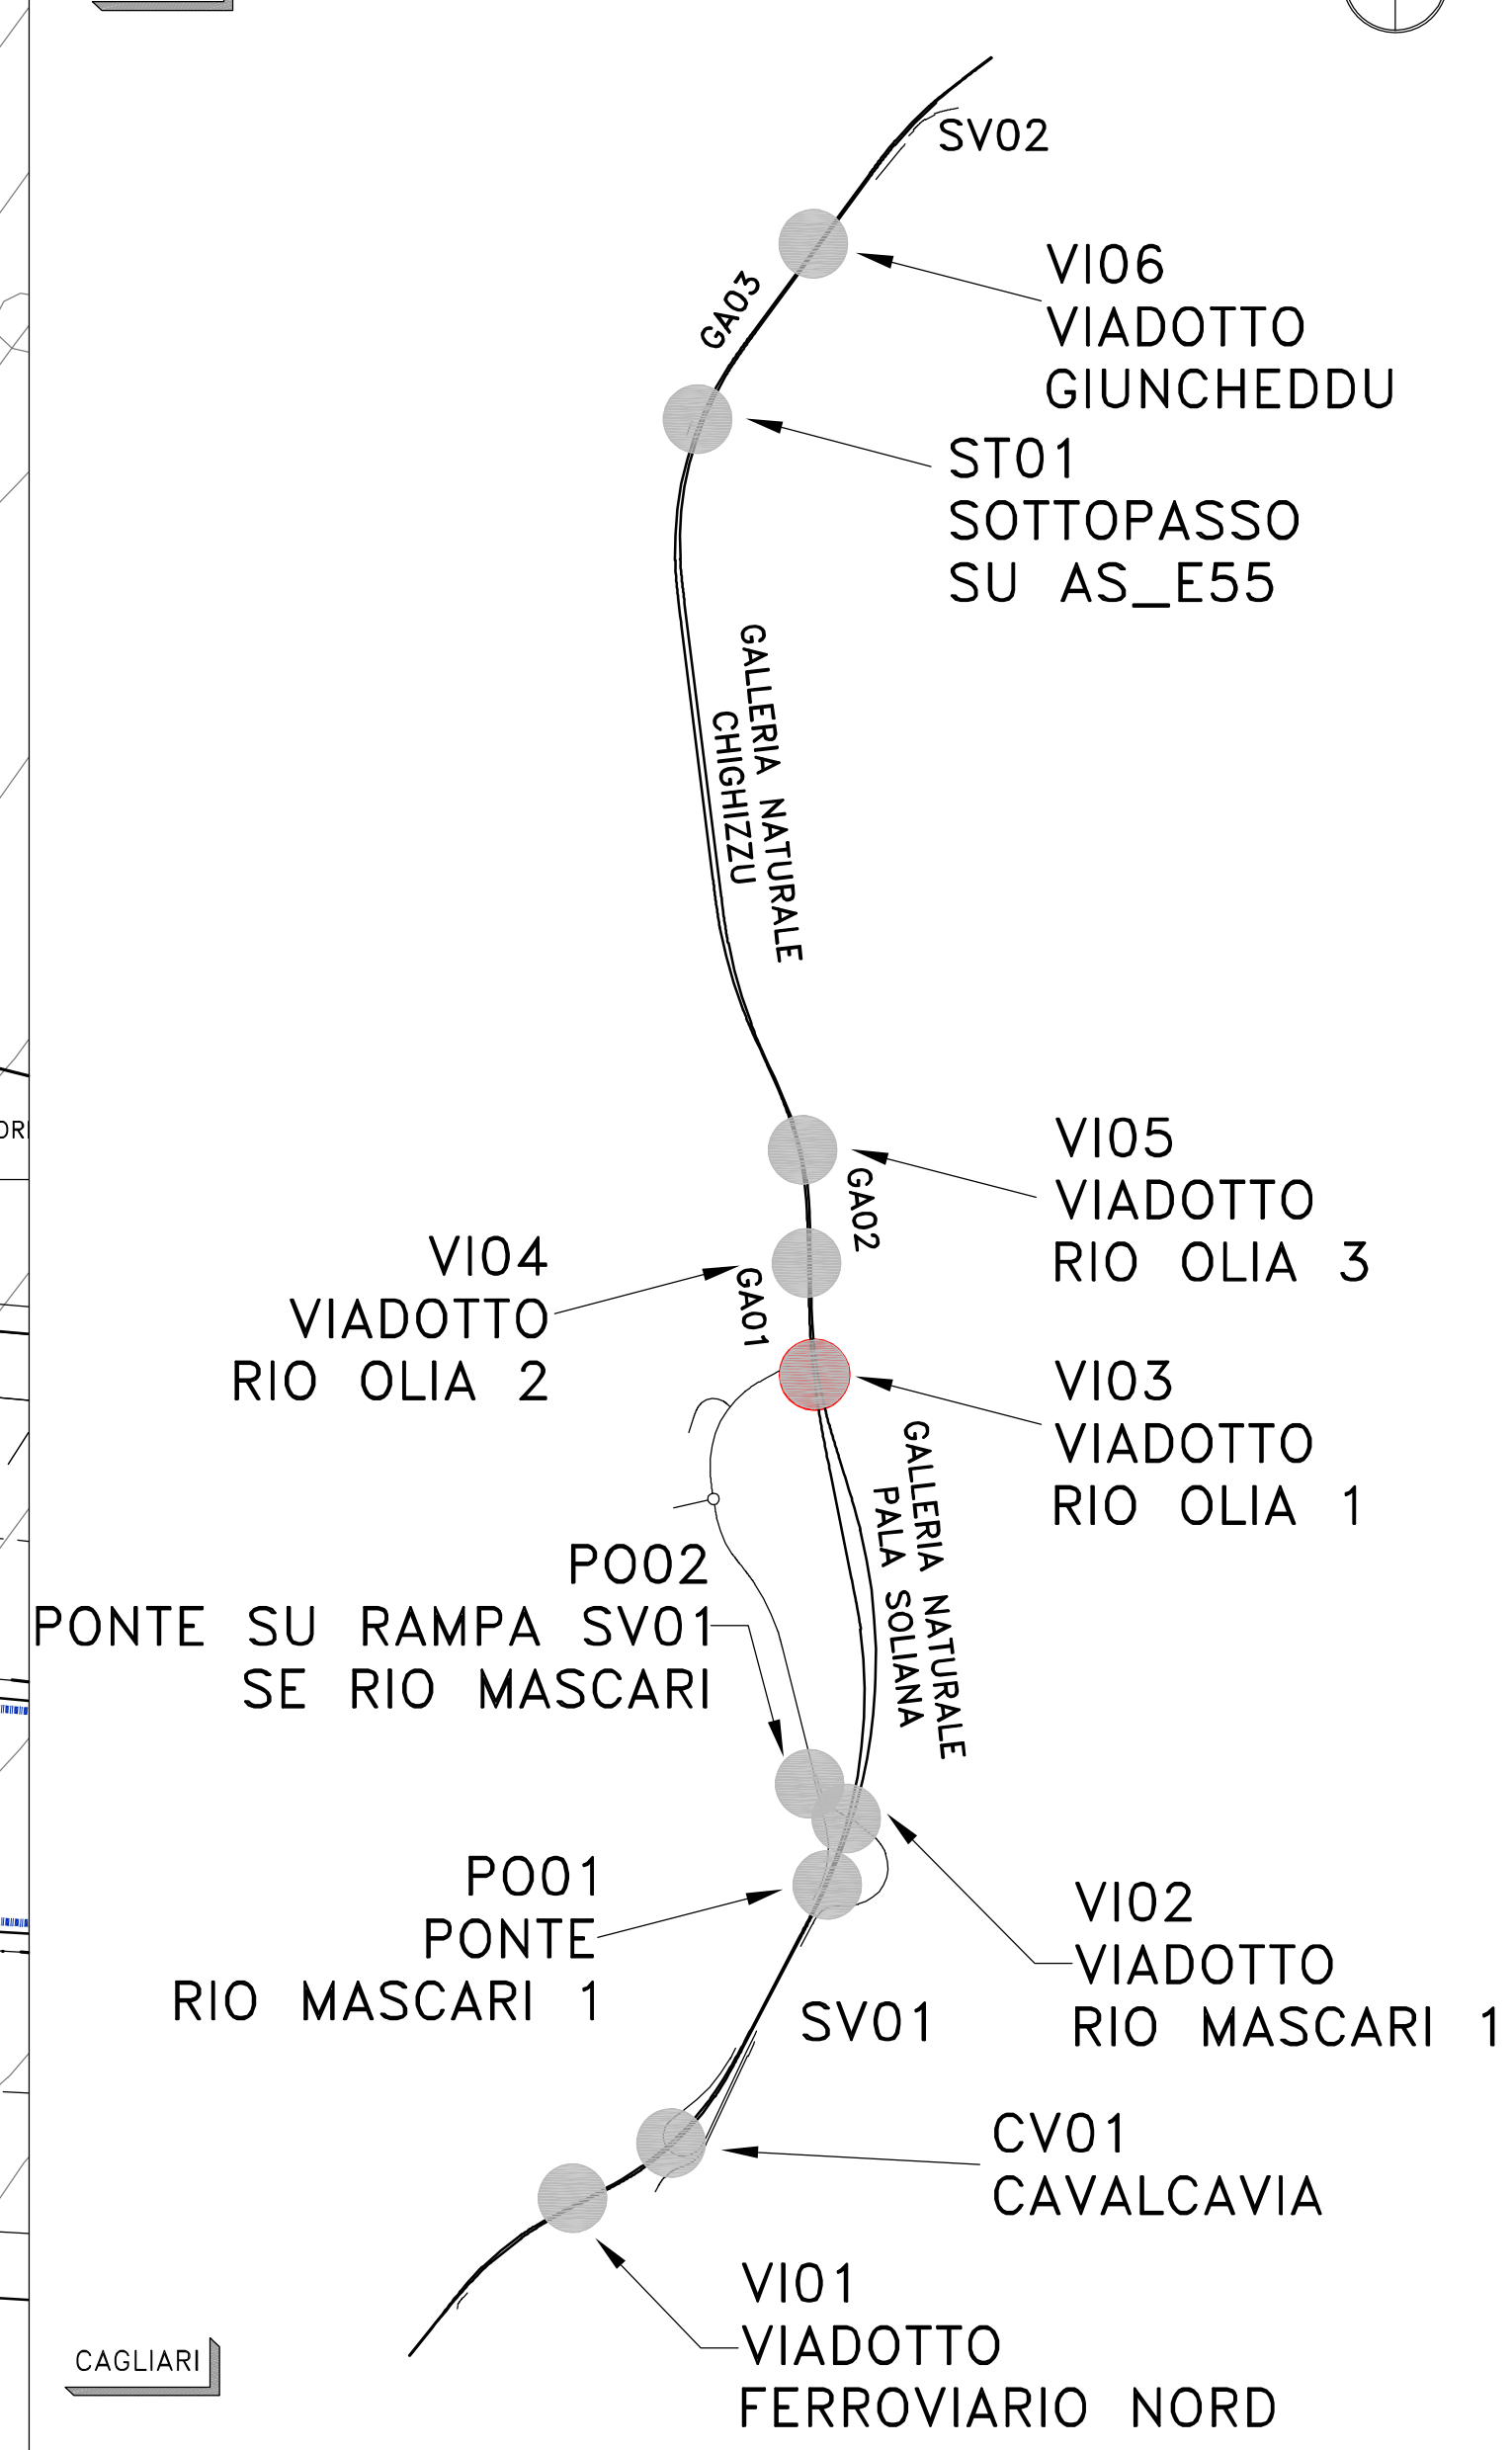 SV02
VI06
VIADOTTO
GIUNCHEDDU
GA03
ST01
SOTTOPASSO
SU AS_E55
GALLERIA NATURALE
CHIGHIZZU
VI05
VIADOTTO
RIO OLIA 3
GA02
VI04
VIADOTTO
RIO OLIA 2
GA01
VI03
VIADOTTO
RIO OLIA 1
GALLERIA NATURALE
PALA SOLIANA
PO02
PONTE SU RAMPA SV01
SE RIO MASCARI
PO01
PONTE
RIO MASCARI 1
VI02
VIADOTTO
RIO MASCARI 1
SV01
CV01
CAVALCAVIA
VI01
VIADOTTO
FERROVIARIO NORD
CAGLIARI